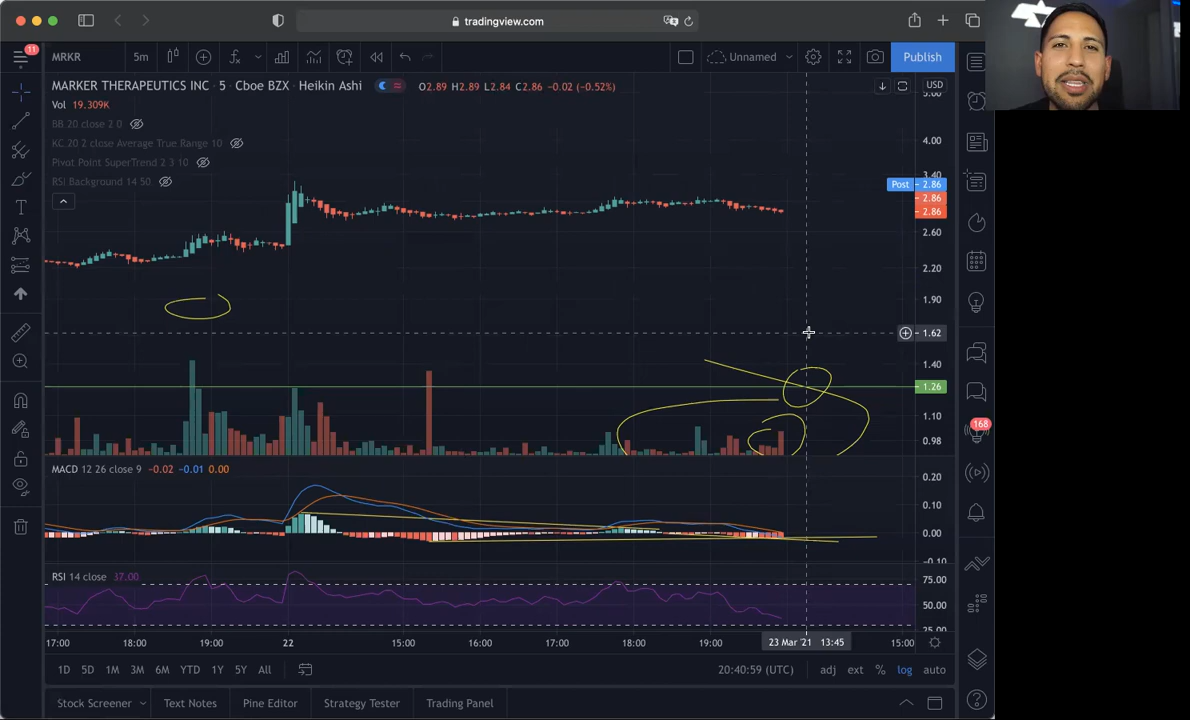 tradingview.com
11
MRKR
5m
Unnamed
Publish
MARKER THERAPEUTICS INC · 5 · Cboe BZX · Heikin Ashi
O2.89 H2.89 L2.84 C2.86 -0.02 (-0.52%)
USD
Vol 19.309K
BB 20 close 2 0
KC 20 2 close Average True Range 10
Pivot Point SuperTrend 2 3 10
RSI Background 14 50
5.00
4.00
3.40
Post 2.86
2.86
2.86
2.60
2.20
1.90
1.62
1.40
1.26
1.10
0.98
168
MACD 12 26 close 9 -0.02 -0.01 0.00
0.20
0.10
0.00
-0.10
RSI 14 close 37.00
75.00
50.00
25.00
17:00 18:00 19:00 22 15:00 16:00 17:00 18:00 19:00 23 Mar '21 13:45 15:00
1D 5D 1M 3M 6M YTD 1Y 5Y All
20:40:59 (UTC) adj ext % log auto
Stock Screener Text Notes Pine Editor Strategy Tester Trading Panel